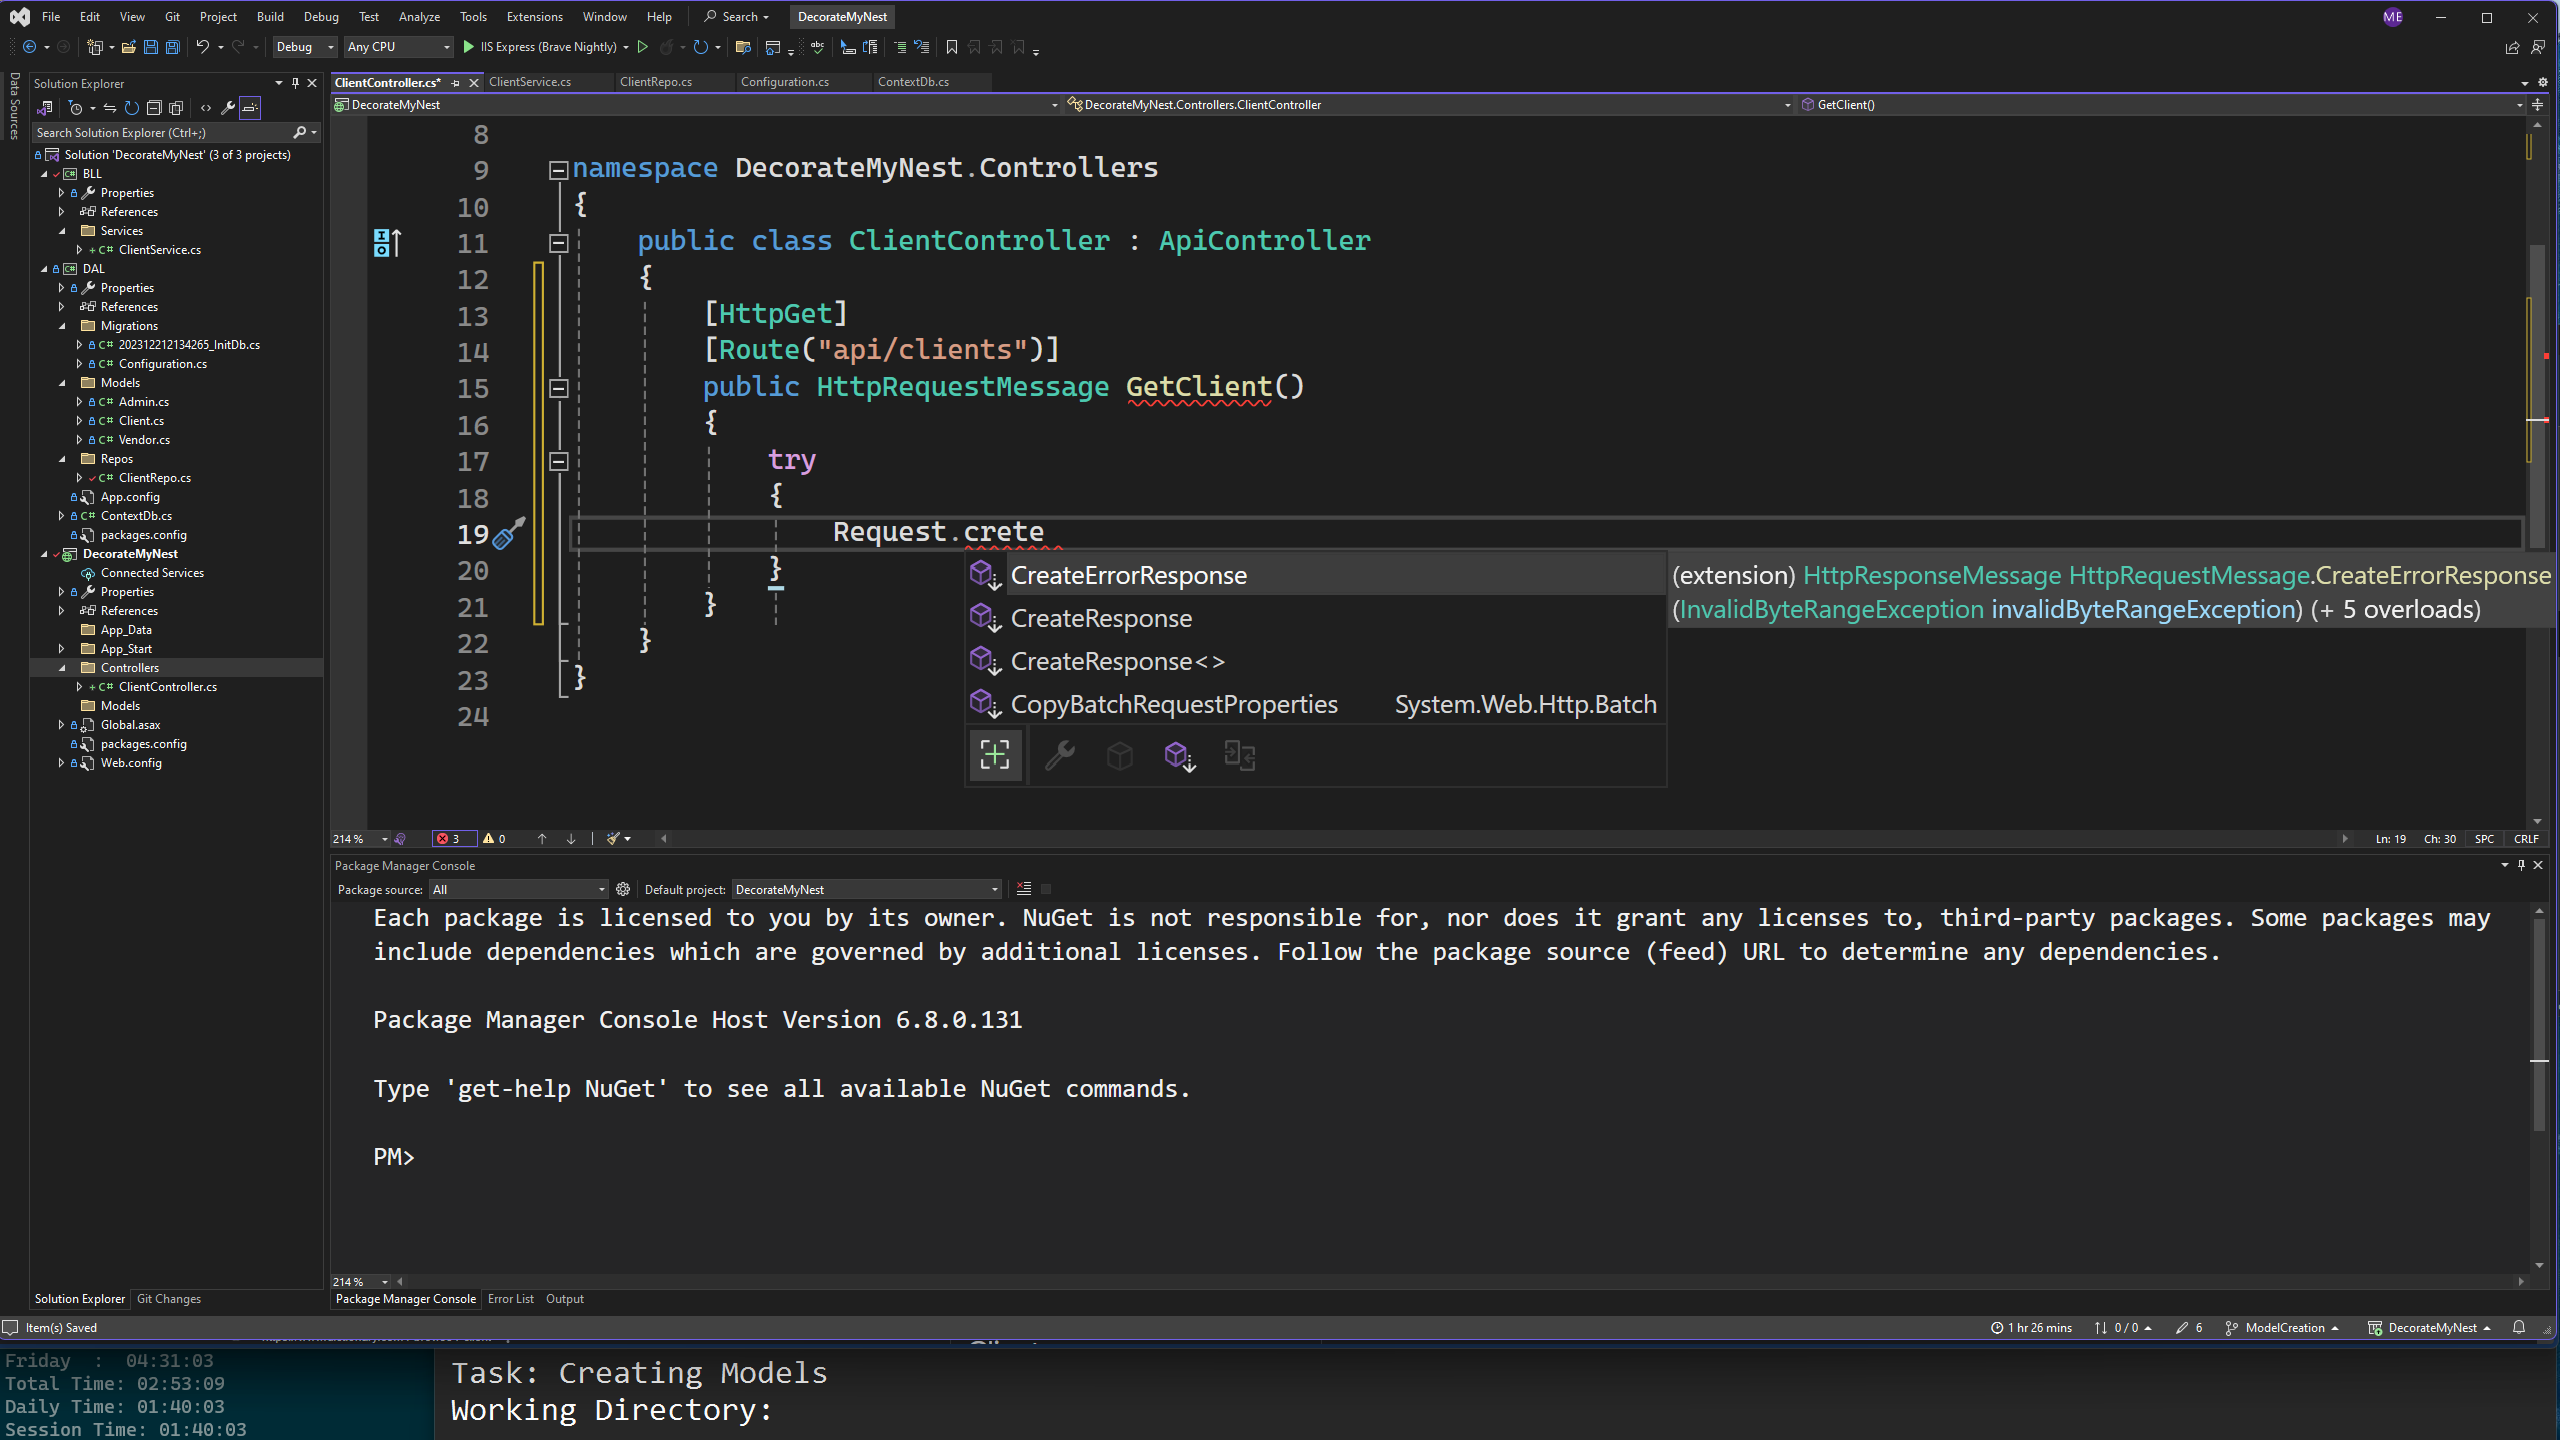 File Edit View Git Project Build Debug Test Analyze Tools Extensions Window Help Search DecorateMyNest ME
Debug Any CPU IIS Express (Brave Nightly)
Data Sources
Solution Explorer
Search Solution Explorer (Ctrl+;)
Solution 'DecorateMyNest' (3 of 3 projects)
BLL
Properties
References
Services
C# ClientService.cs
DAL
Properties
References
Migrations
C# 202312212134265_InitDb.cs
C# Configuration.cs
Models
C# Admin.cs
C# Client.cs
C# Vendor.cs
Repos
C# ClientRepo.cs
App.config
C# ContextDb.cs
packages.config
DecorateMyNest
Connected Services
Properties
References
App_Data
App_Start
Controllers
C# ClientController.cs
Models
Global.asax
packages.config
Web.config
Solution Explorer Git Changes
ClientController.cs* ClientService.cs ClientRepo.cs Configuration.cs ContextDb.cs
DecorateMyNest DecorateMyNest.Controllers.ClientController GetClient()
8
9 namespace DecorateMyNest.Controllers
10 {
11 public class ClientController : ApiController
12 {
13 [HttpGet]
14 [Route("api/clients")]
15 public HttpRequestMessage GetClient()
16 {
17 try
18 {
19 Request.crete
20 }
21 }
22 }
23 }
24
CreateErrorResponse
CreateResponse
CreateResponse<>
CopyBatchRequestProperties System.Web.Http.Batch
(extension) HttpResponseMessage HttpRequestMessage.CreateErrorResponse
(InvalidByteRangeException invalidByteRangeException) (+ 5 overloads)
214 % 3 0 Ln: 19 Ch: 30 SPC CRLF
Package Manager Console
Package source: All Default project: DecorateMyNest
Each package is licensed to you by its owner. NuGet is not responsible for, nor does it grant any licenses to, third-party packages. Some packages may
include dependencies which are governed by additional licenses. Follow the package source (feed) URL to determine any dependencies.
Package Manager Console Host Version 6.8.0.131
Type 'get-help NuGet' to see all available NuGet commands.
PM>
214 %
Package Manager Console Error List Output
Item(s) Saved 1 hr 26 mins 0 / 0 6 ModelCreation DecorateMyNest
Friday : 04:31:03
Total Time: 02:53:09
Daily Time: 01:40:03
Session Time: 01:40:03
Task: Creating Models
Working Directory: